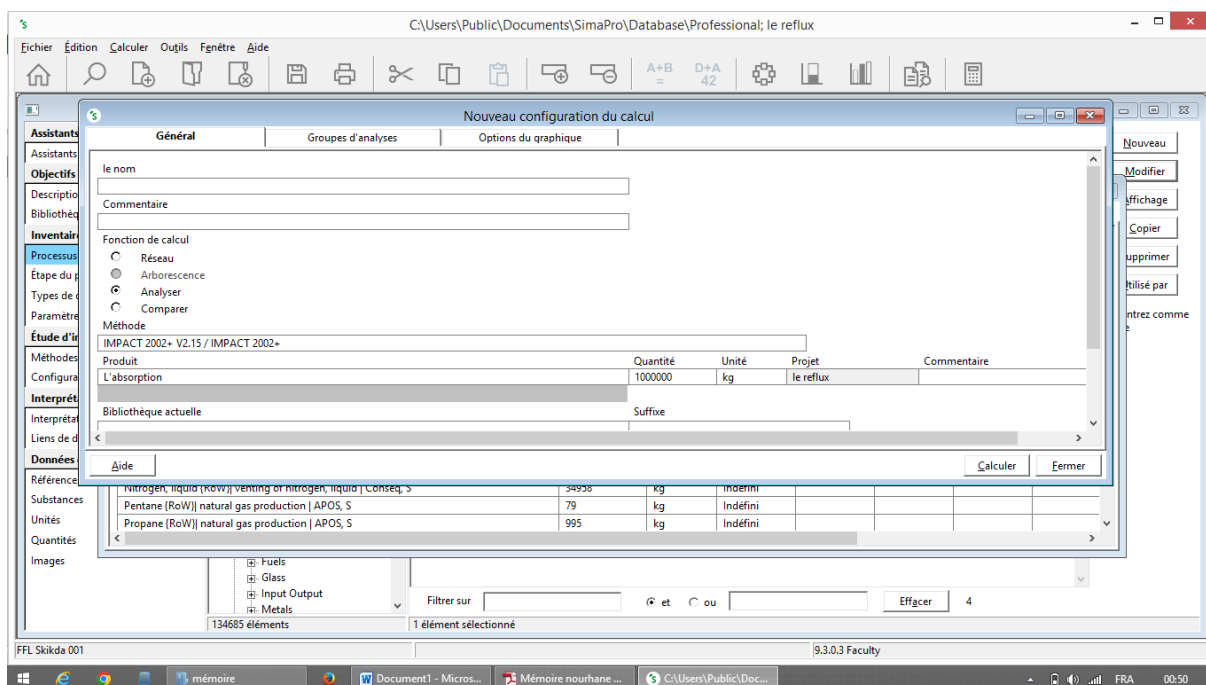 C:\Users\Public\Documents\SimaPro\Database\Professional; le reflux
Fichier Édition Calculer Outils Fenêtre Aide
A+B =
D+A 42
Nouveau configuration du calcul
Général Groupes d'analyses Options du graphique
le nom
Commentaire
Fonction de calcul
Réseau
Arborescence
Analyser
Comparer
Méthode
IMPACT 2002+ V2.15 / IMPACT 2002+
Produit Quantité Unité Projet Commentaire
L'absorption 1000000 kg le reflux
Bibliothèque actuelle Suffixe
Aide Calculer Fermer
Assistants
Assistants
Objectifs
Descriptio
Bibliothèq
Inventair
Processus
Étape du p
Types de d
Paramètre
Étude d'in
Méthodes
Configura
Interprét
Interprétat
Liens de d
Données
Référence
Substances
Unités
Quantités
Images
Nouveau
Modifier
Affichage
Copier
upprimer
tilisé par
ntrez comme
Nitrogen, liquid {RoW}| venting of nitrogen, liquid | Conseq, S 34958 kg Indéfini
Pentane {RoW}| natural gas production | APOS, S 79 kg Indéfini
Propane {RoW}| natural gas production | APOS, S 995 kg Indéfini
Fuels
Glass
Input Output
Metals
Filtrer sur et ou Effacer 4
134685 éléments 1 élément sélectionné
FFL Skikda 001 9.3.0.3 Faculty
mémoire Document1 - Micros... Mémoire nourhane ... C:\Users\Public\Doc... FRA 00:50